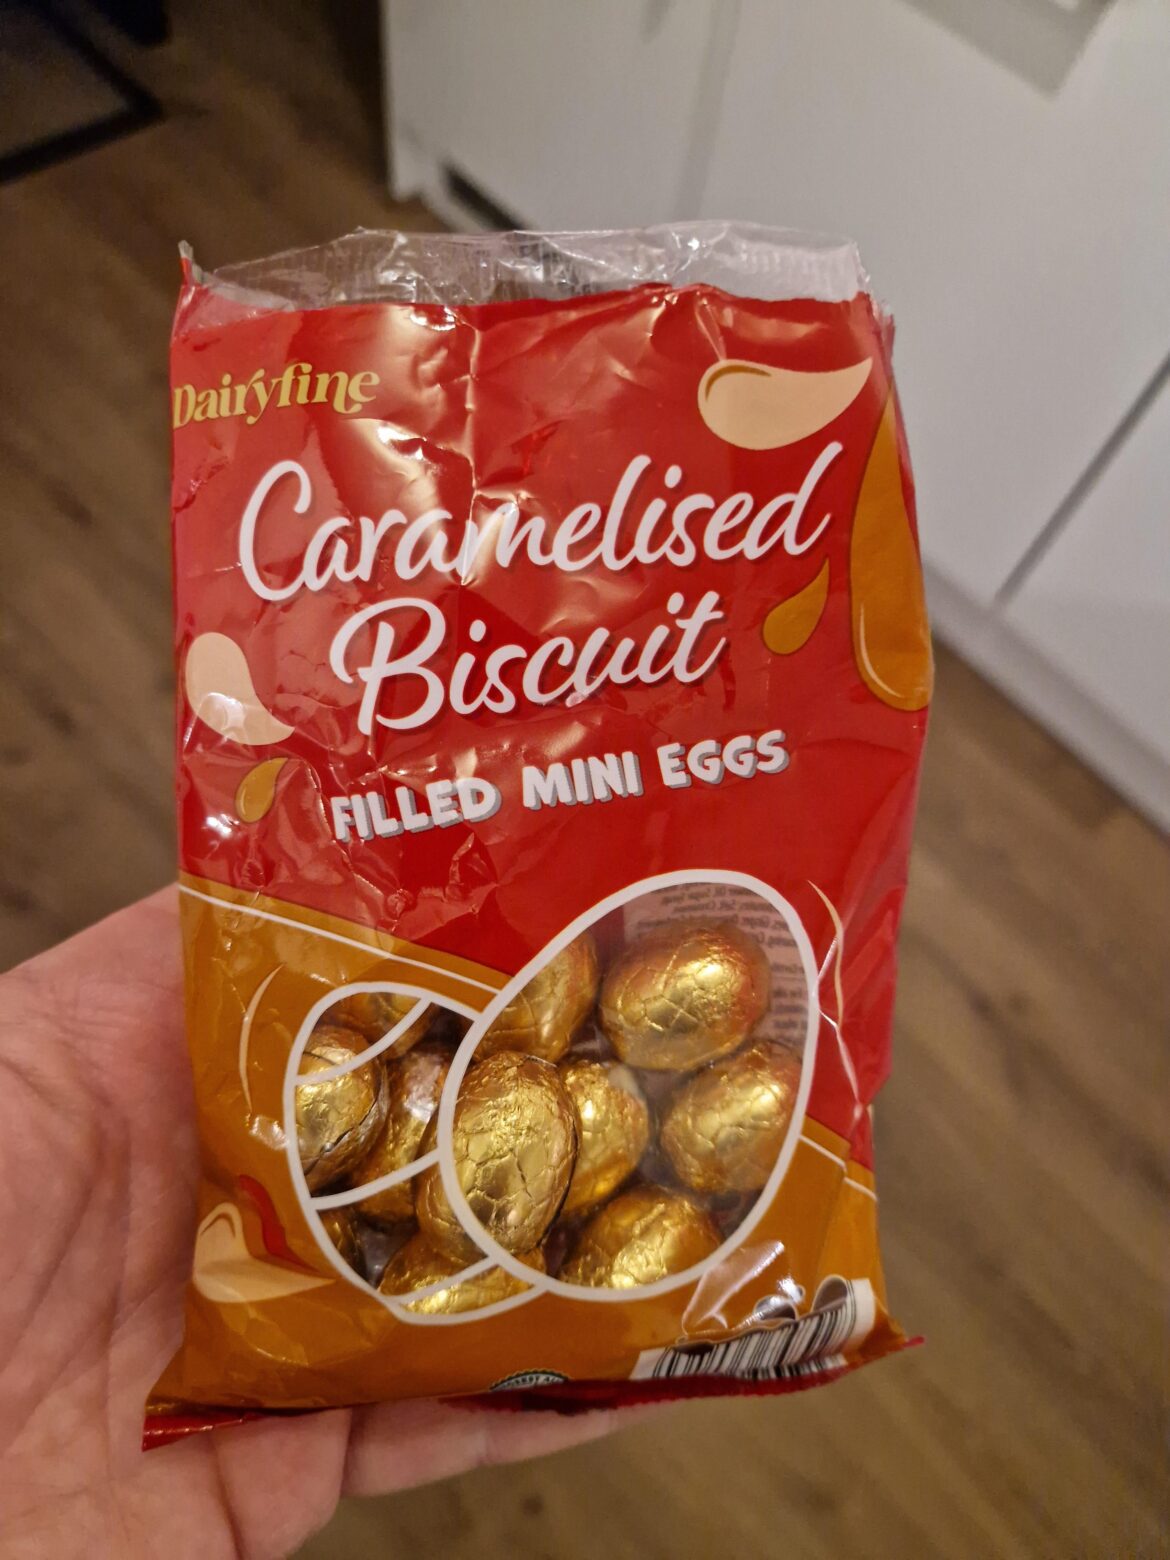 Dairyfine
Caramelised
Biscuit
FILLED MINI EGGS